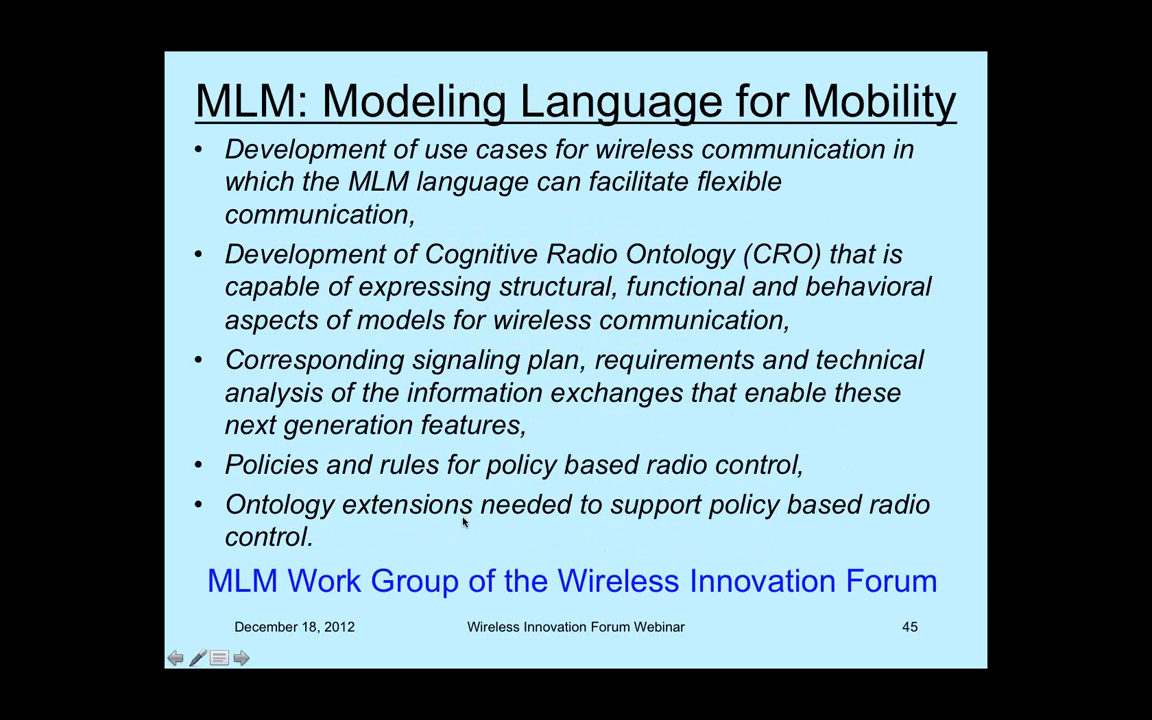 MLM: Modeling Language for Mobility
• Development of use cases for wireless communication in
which the MLM language can facilitate flexible
communication,
• Development of Cognitive Radio Ontology (CRO) that is
capable of expressing structural, functional and behavioral
aspects of models for wireless communication,
• Corresponding signaling plan, requirements and technical
analysis of the information exchanges that enable these
next generation features,
• Policies and rules for policy based radio control,
• Ontology extensions needed to support policy based radio
control.
MLM Work Group of the Wireless Innovation Forum
December 18, 2012 Wireless Innovation Forum Webinar 45